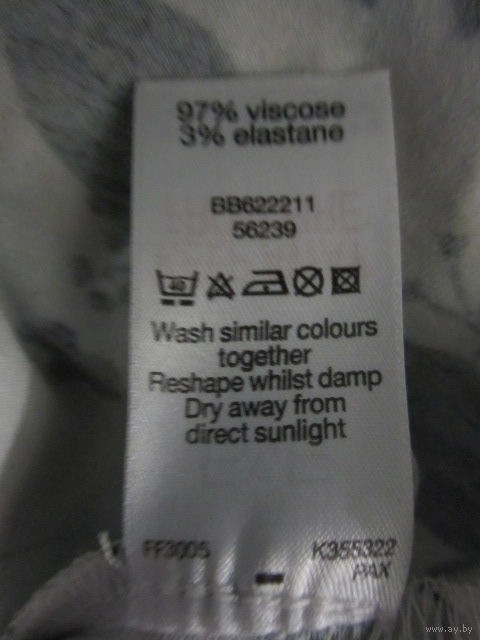 97% viscose
3% elastane
BB622211
56239
40
Wash similar colours
together
Reshape whilst damp
Dry away from
direct sunlight
FF3005 K355322
PAX
www.ay.by